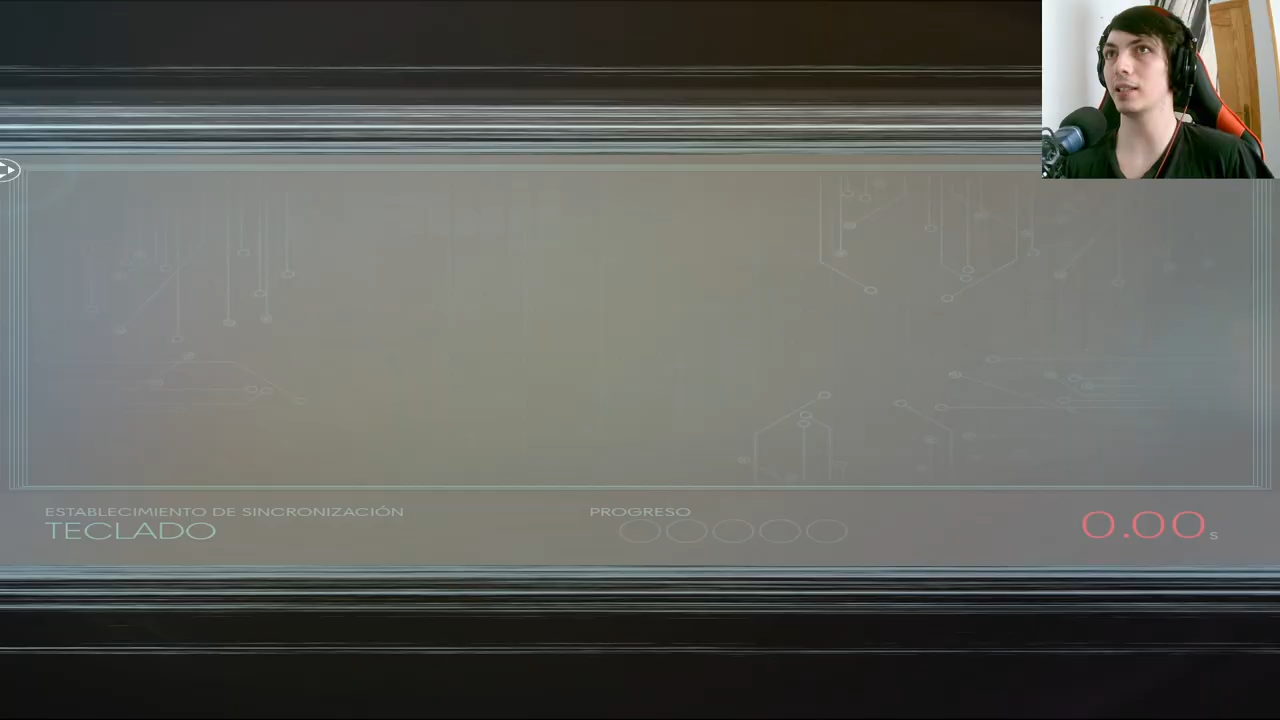 ESTABLECIMIENTO DE SINCRONIZACIÓN
TECLADO
PROGRESO
0.00s